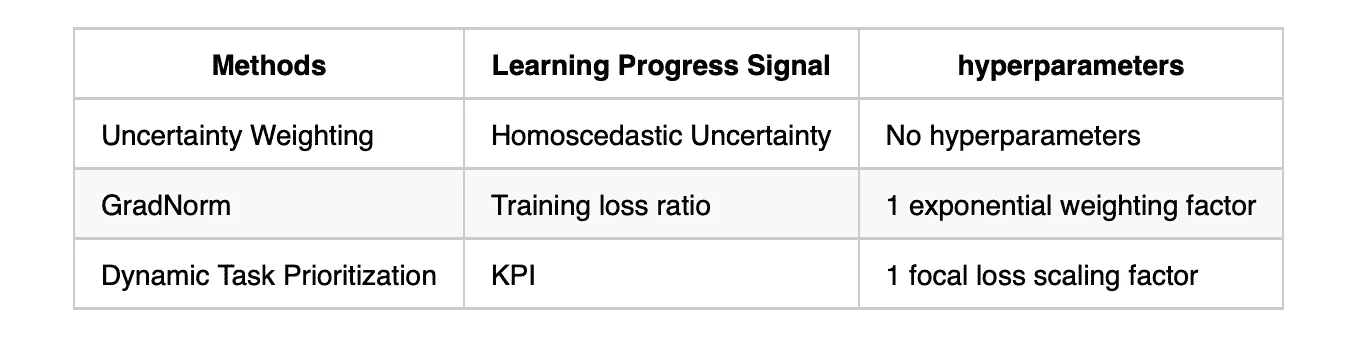 Methods Learning Progress Signal hyperparameters
Uncertainty Weighting Homoscedastic Uncertainty No hyperparameters
GradNorm Training loss ratio 1 exponential weighting factor
Dynamic Task Prioritization KPI 1 focal loss scaling factor